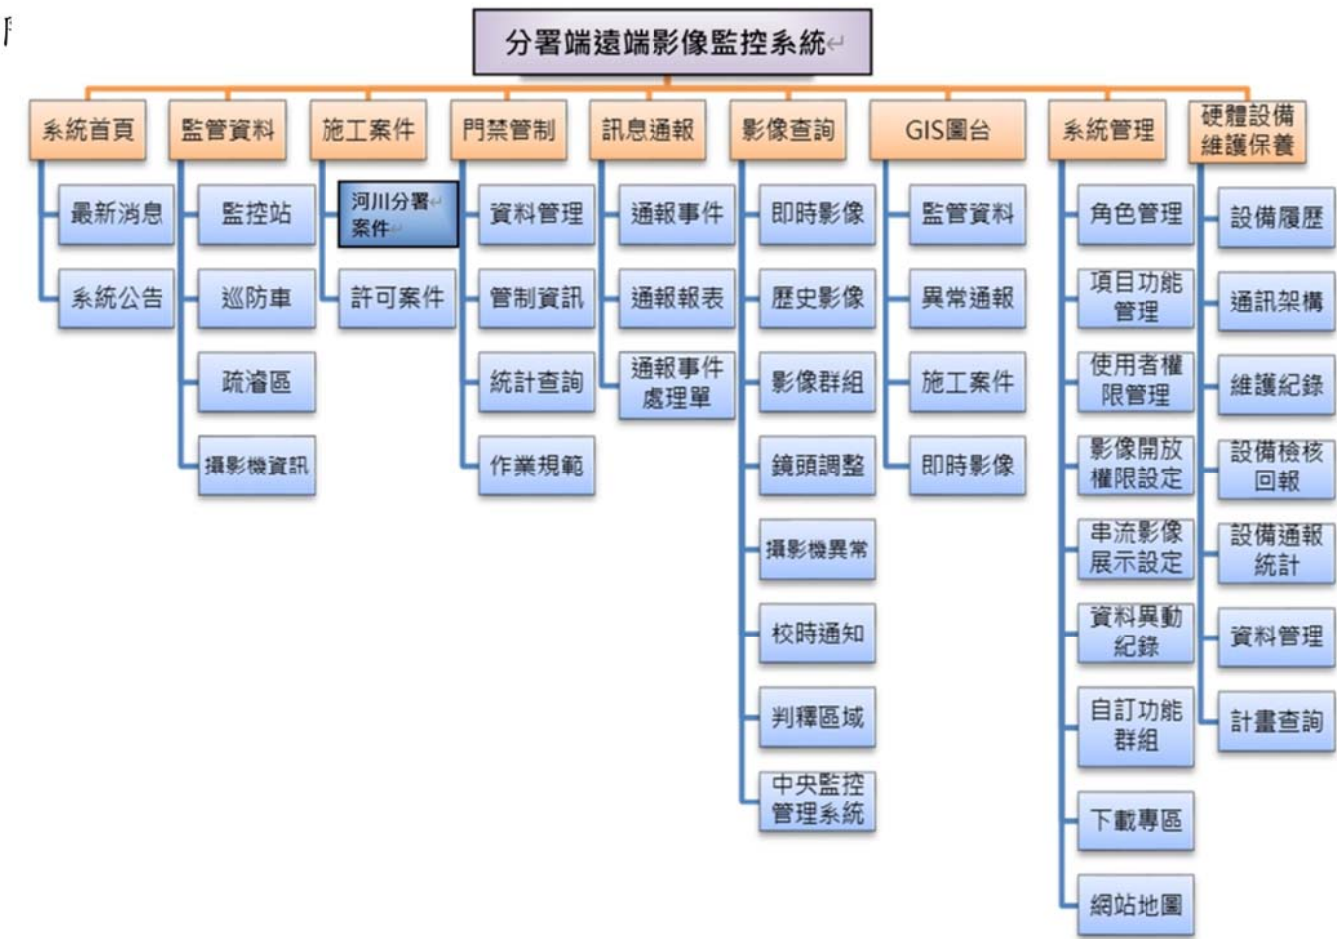 分署端遠端影像監控系統
系統首頁
最新消息
系統公告
監管資料
監控站
巡防車
疏濬區
攝影機資訊
施工案件
河川分署
案件
許可案件
門禁管制
資料管理
管制資訊
統計查詢
作業規範
訊息通報
通報事件
通報報表
通報事件
處理單
影像查詢
即時影像
歷史影像
影像群組
鏡頭調整
攝影機異常
校時通知
判釋區域
中央監控
管理系統
GIS圖台
監管資料
異常通報
施工案件
即時影像
系統管理
角色管理
項目功能
管理
使用者權
限管理
影像開放
權限設定
串流影像
展示設定
資料異動
紀錄
自訂功能
群組
下載專區
網站地圖
硬體設備
維護保養
設備履歷
通訊架構
維護紀錄
設備檢核
回報
設備通報
統計
資料管理
計畫查詢